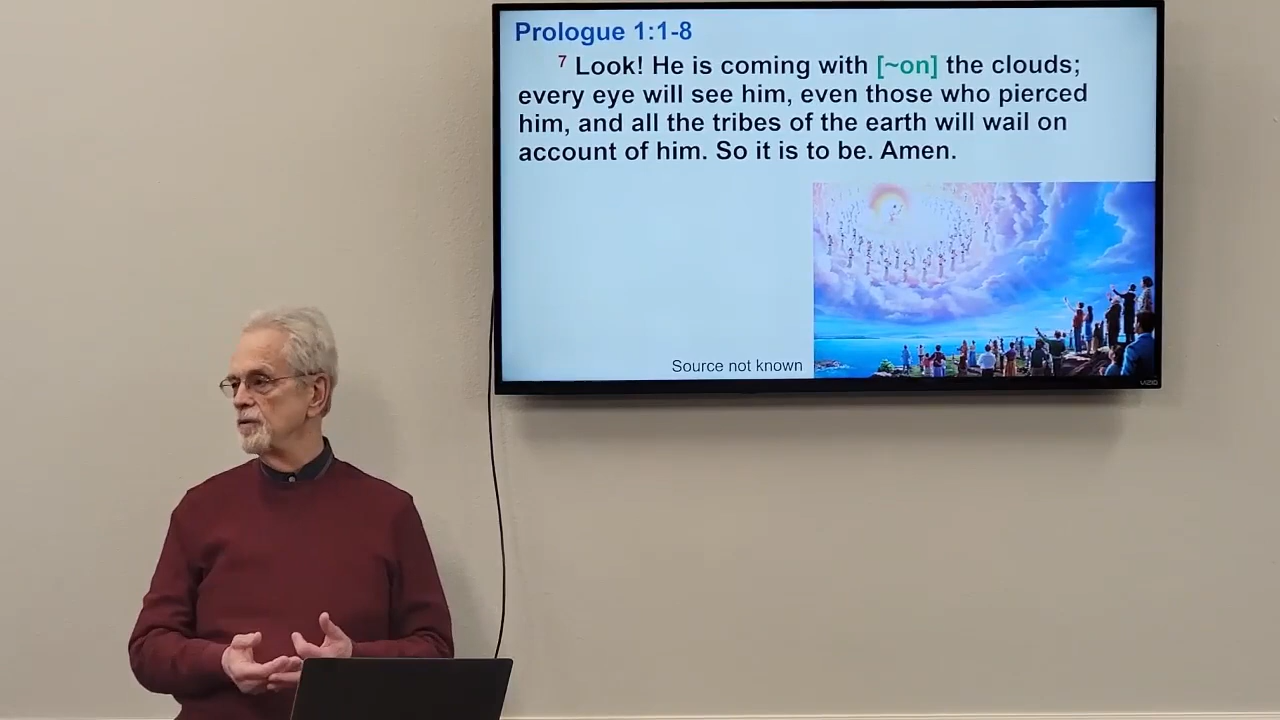 Prologue 1:1-8
7 Look! He is coming with [~on] the clouds;
every eye will see him, even those who pierced
him, and all the tribes of the earth will wail on
account of him. So it is to be. Amen.
Source not known
VIZIO